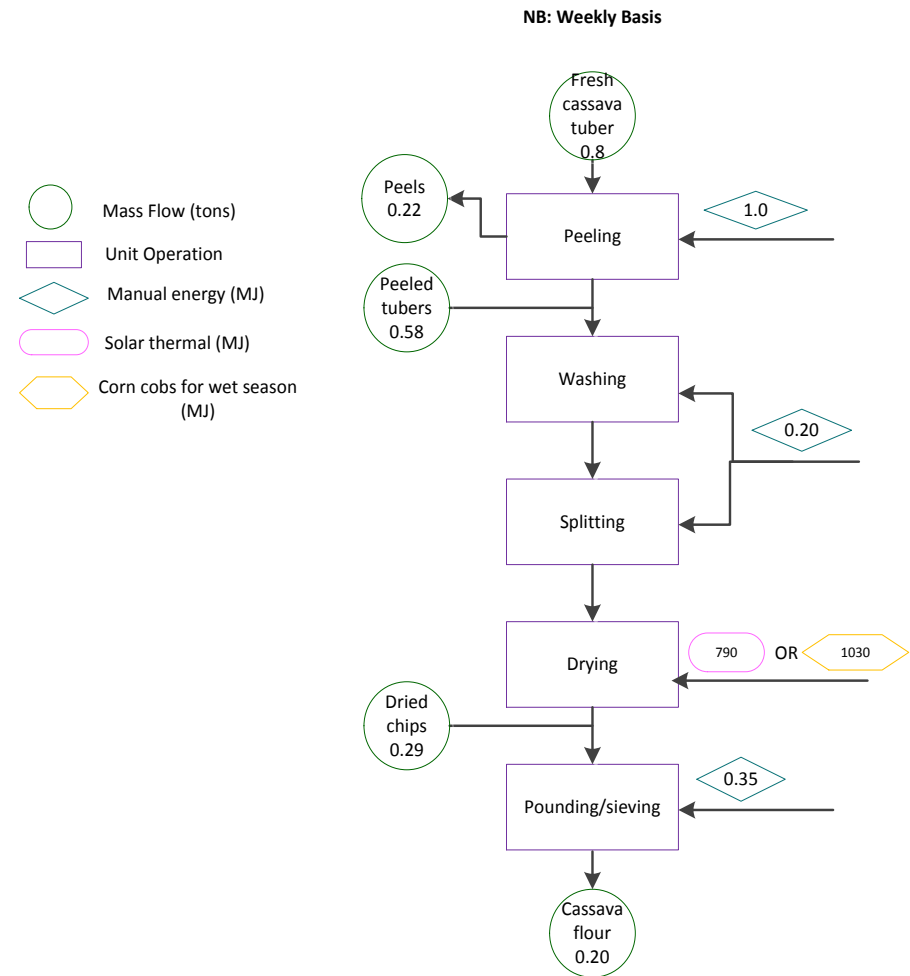 NB: Weekly Basis
Fresh
cassava
tuber
0.8
Peels
0.22
Peeling
1.0
Peeled
tubers
0.58
Washing
0.20
Splitting
Drying
790
OR
1030
Dried
chips
0.29
Pounding/sieving
0.35
Cassava
flour
0.20
Mass Flow (tons)
Unit Operation
Manual energy (MJ)
Solar thermal (MJ)
Corn cobs for wet season
(MJ)